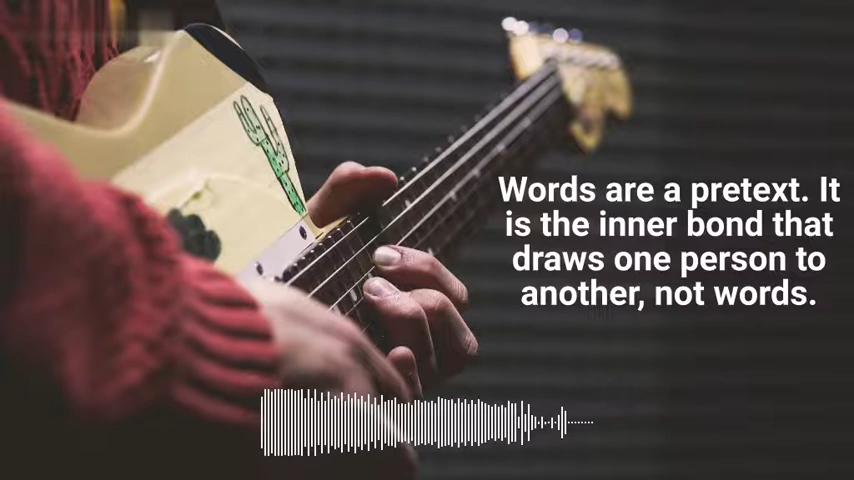 Words are a pretext. It
is the inner bond that
draws one person to
another, not words.